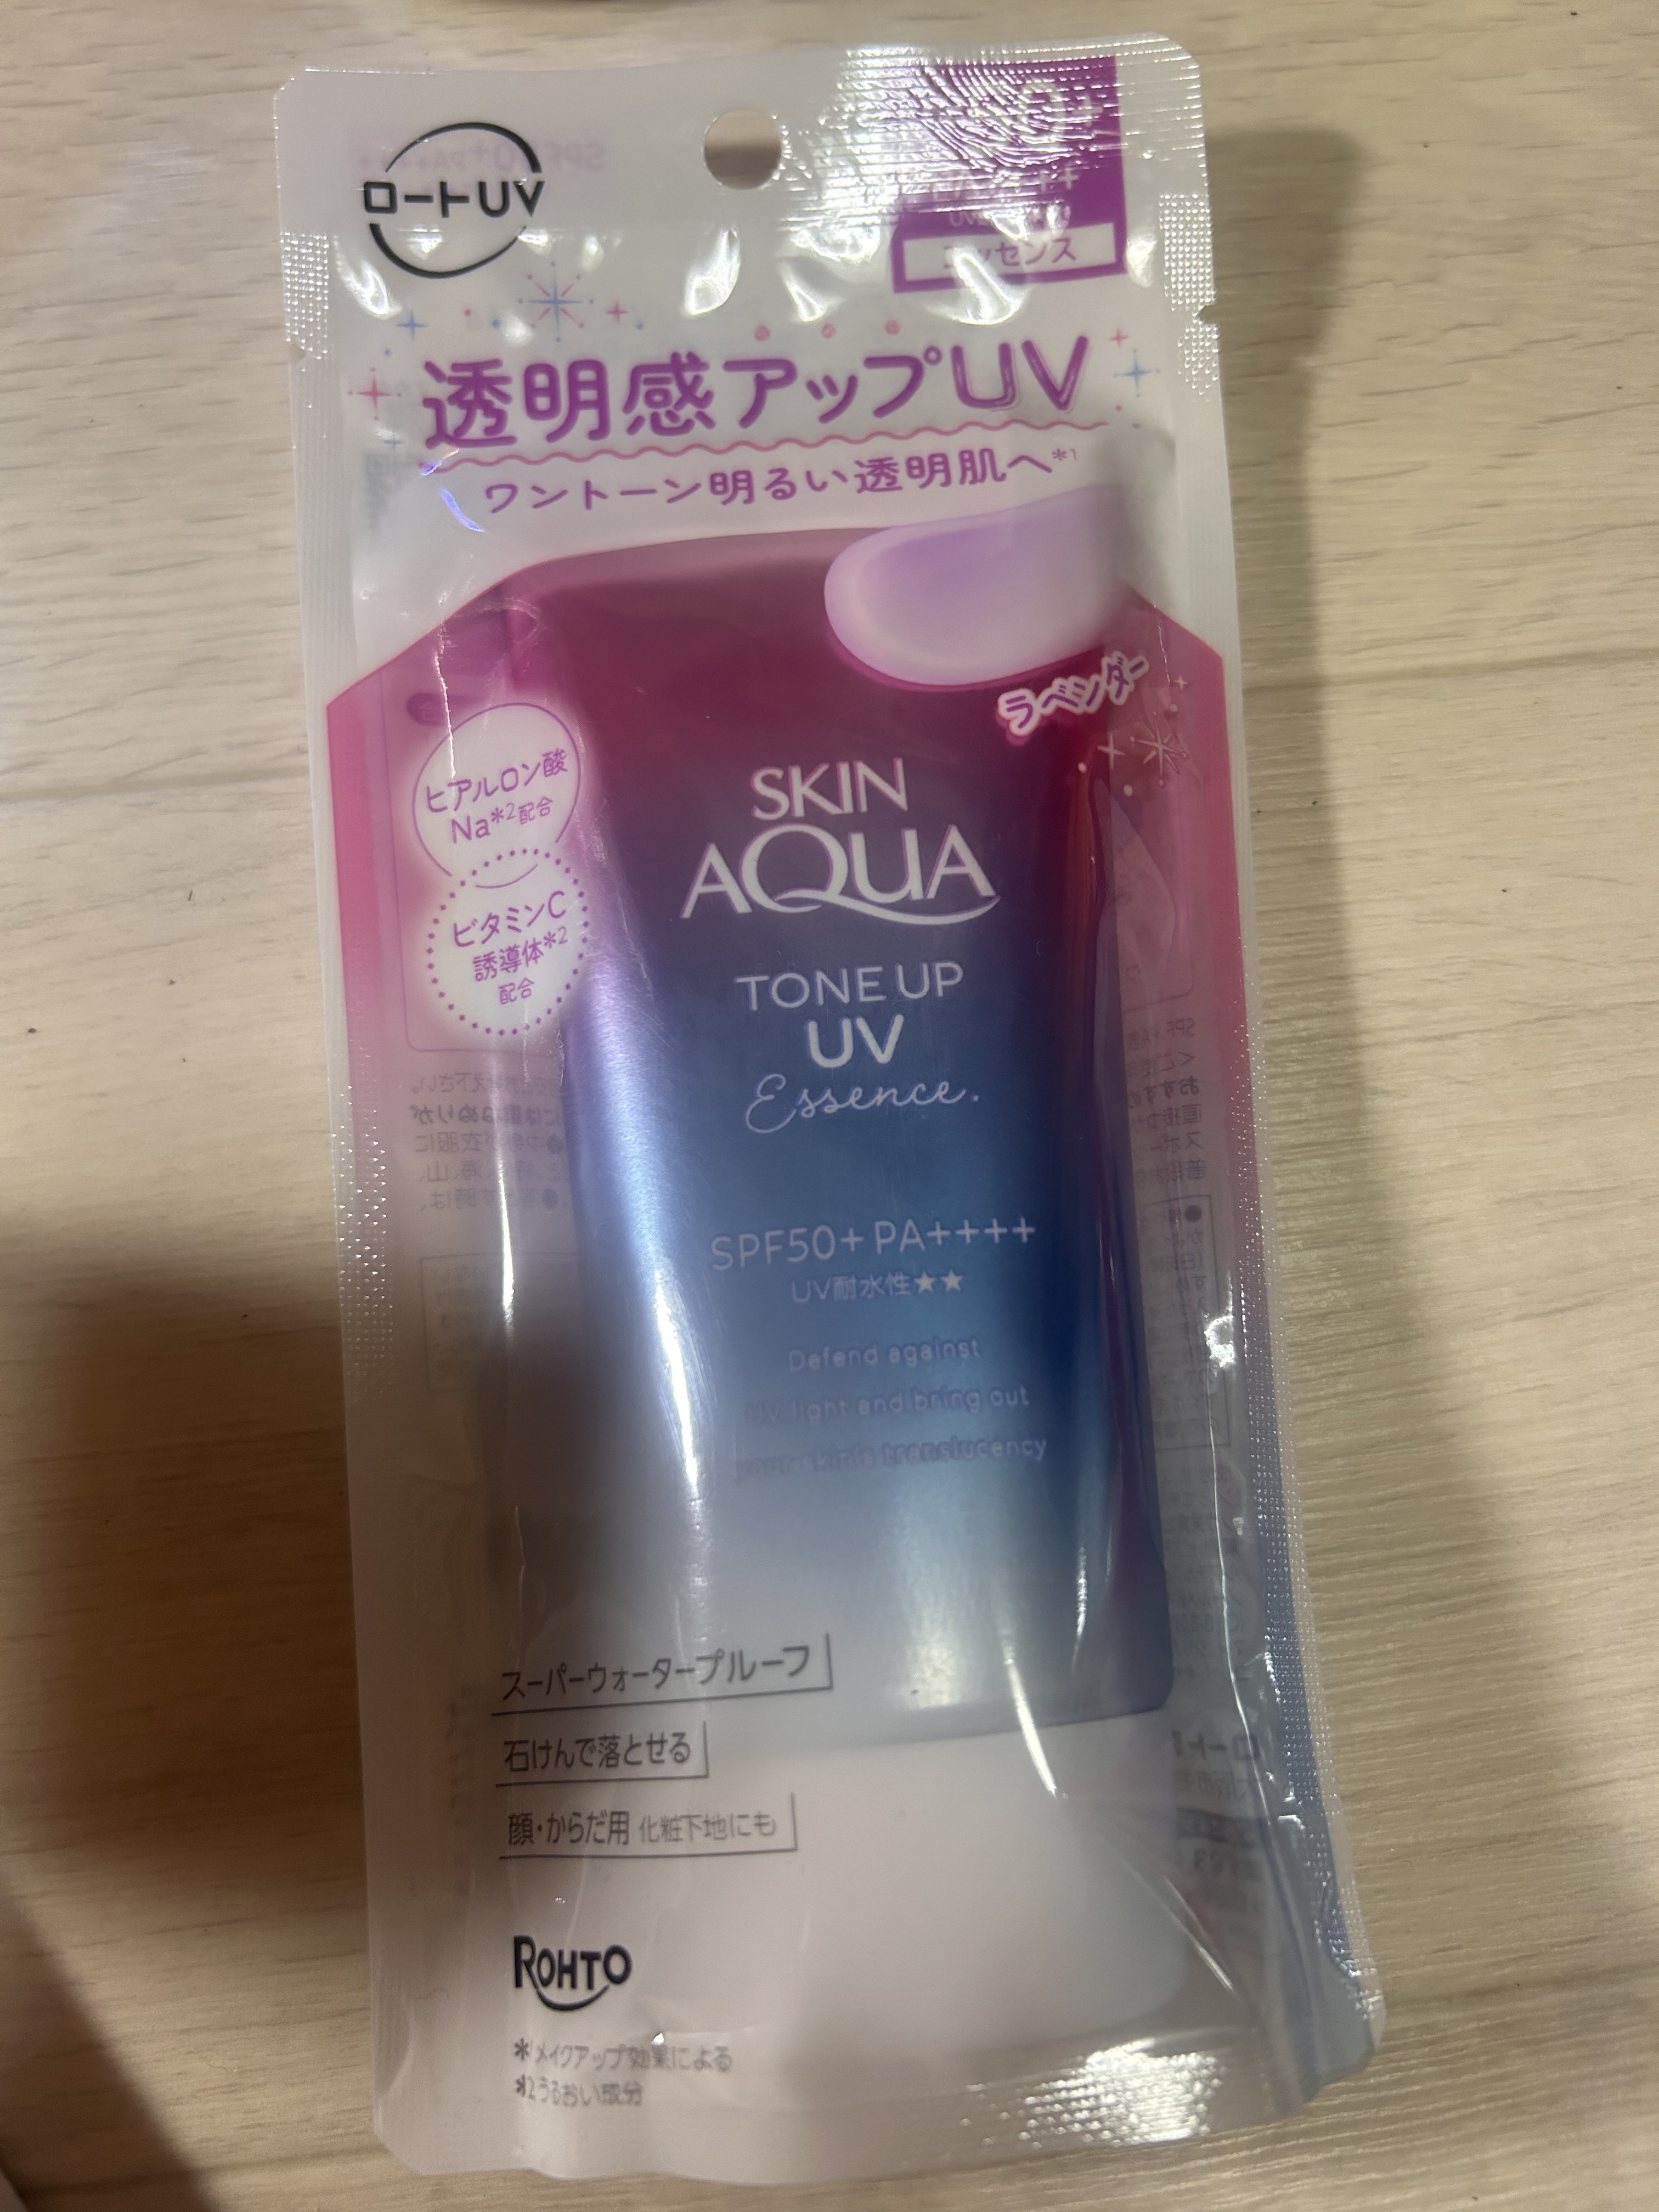 ロートUV
エッセンス
透明感アップUV
ワントーン明るい透明肌へ*1
ラベンダー
ヒアルロン酸
Na*2配合
ビタミンC
誘導体*2
配合
SKIN
AQUA
TONE UP
UV
Essence.
SPF50+ PA++++
UV耐水性★★
Defend against
UV light and bring out
your skin's translucency
スーパーウォータープルーフ
石けんで落とせる
顔・からだ用 化粧下地にも
ROHTO
*1メイクアップ効果による
*2うるおい成分